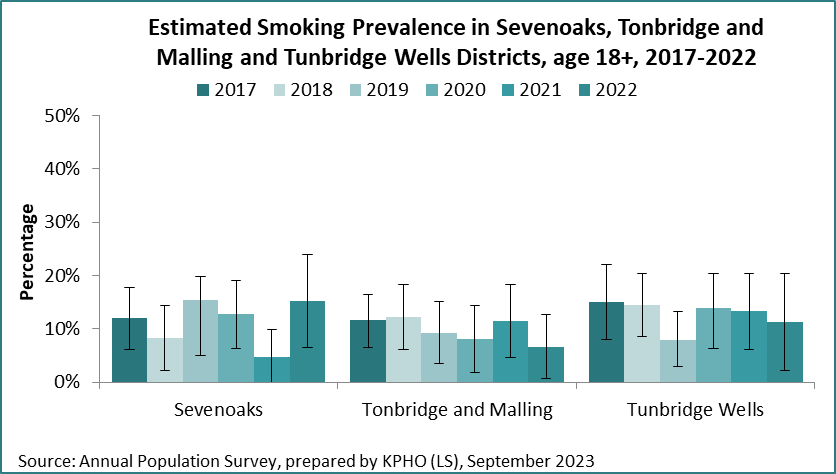 Estimated Smoking Prevalence in Sevenoaks, Tonbridge and
Malling and Tunbridge Wells Districts, age 18+, 2017-2022
2017 2018 2019 2020 2021 2022
50%
40%
30%
20%
10%
0%
Percentage
Sevenoaks Tonbridge and Malling Tunbridge Wells
Source: Annual Population Survey, prepared by KPHO (LS), September 2023